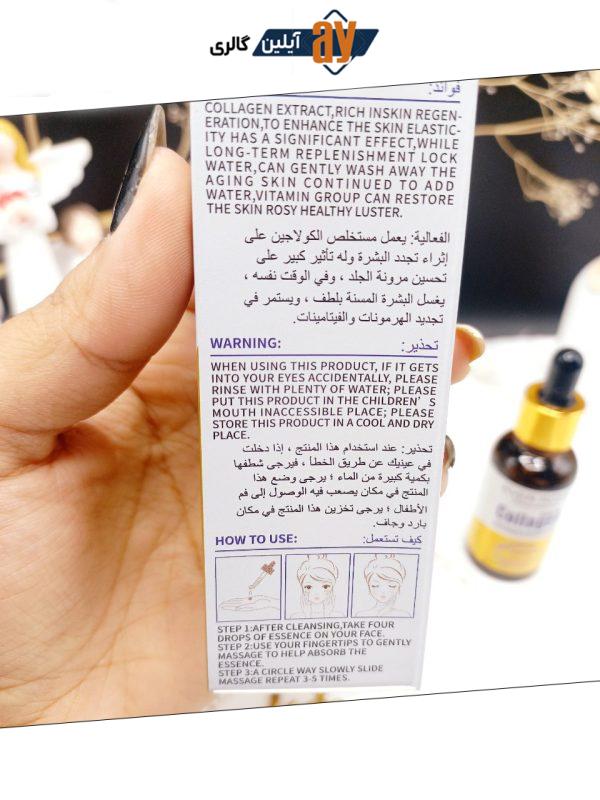 آیلین گالری
ay
فوائد:
COLLAGEN EXTRACT,RICH INSKIN REGEN-
ERATION,TO ENHANCE THE SKIN ELASTIC-
ITY HAS A SIGNIFICANT EFFECT,WHILE
LONG-TERM REPLENISHMENT LOCK
WATER,CAN GENTLY WASH AWAY THE
AGING SKIN CONTINUED TO ADD
WATER,VITAMIN GROUP CAN RESTORE
THE SKIN ROSY HEALTHY LUSTER.
الفعالية: يعمل مستخلص الكولاجين على
إثراء تجدد البشرة وله تأثير كبير على
تحسين مرونة الجلد ، وفي الوقت نفسه ،
يغسل البشرة المسنة بلطف ، ويستمر في
تجديد الهرمونات والفيتامينات.
WARNING:
تحذير:
WHEN USING THIS PRODUCT, IF IT GETS
INTO YOUR EYES ACCIDENTALLY, PLEASE
RINSE WITH PLENTY OF WATER; PLEASE
PUT THIS PRODUCT IN THE CHILDREN'S
MOUTH INACCESSIBLE PLACE; PLEASE
STORE THIS PRODUCT IN A COOL AND DRY
PLACE.
تحذير: عند استخدام هذا المنتج ، إذا دخلت
في عينيك عن طريق الخطأ ، فيرجى شطفها
بكمية كبيرة من الماء ؛ يرجى وضع هذا
المنتج في مكان يصعب فيه الوصول إلى فم
الأطفال ؛ يرجى تخزين هذا المنتج في مكان
بارد وجاف.
HOW TO USE:
كيف تستعمل:
STEP 1:AFTER CLEANSING,TAKE FOUR
DROPS OF ESSENCE ON YOUR FACE.
STEP 2:USE YOUR FINGERTIPS TO GENTLY
MASSAGE TO HELP ABSORB THE
ESSENCE.
STEP 3:A CIRCLE WAY SLOWLY SLIDE
MASSAGE REPEAT 3-5 TIMES.